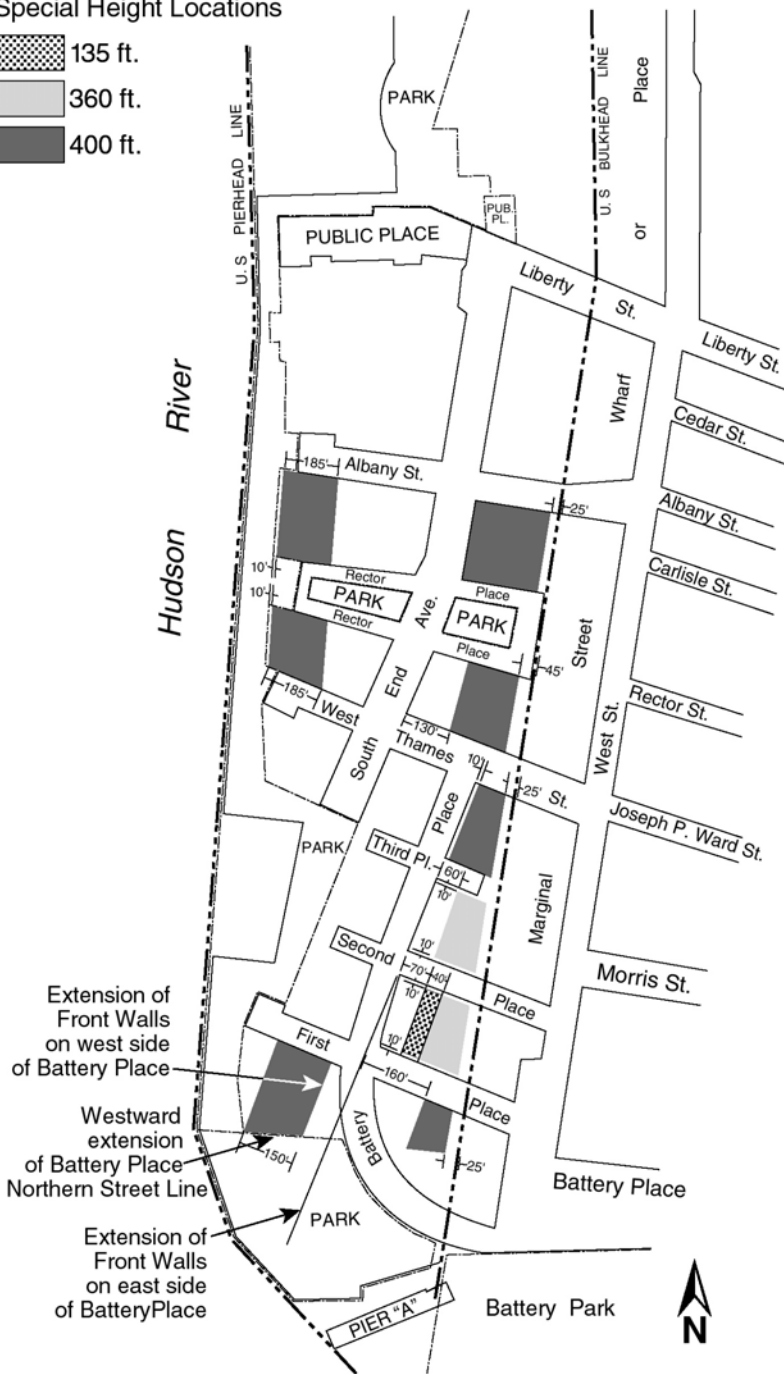 Special Height Locations
135 ft.
360 ft.
400 ft.
PARK
U.S PIERHEAD LINE
U.S BULKHEAD LINE
Place
or
PUB.
PL.
PUBLIC PLACE
Liberty
St.
Liberty St.
Hudson River
Wharf
Cedar St.
185'
Albany St.
25'
Albany St.
Carlisle St.
10'
10'
Rector
PARK
Rector
Ave.
Place
PARK
Place
Street
45'
185'
West
End
South
130'
Thames
10'
25'
St.
West St.
Rector St.
Joseph P. Ward St.
Place
PARK
Third Pl.
60'
10'
Marginal
10'
Second
70'
40'
10'
Place
Morris St.
10'
First
160'
Place
Extension of
Front Walls
on west side
of Battery Place
Westward
extension
of Battery Place
Northern Street Line
150'
Battery
25'
Battery Place
PARK
Extension of
Front Walls
on east side
of BatteryPlace
PIER "A"
Battery Park
N